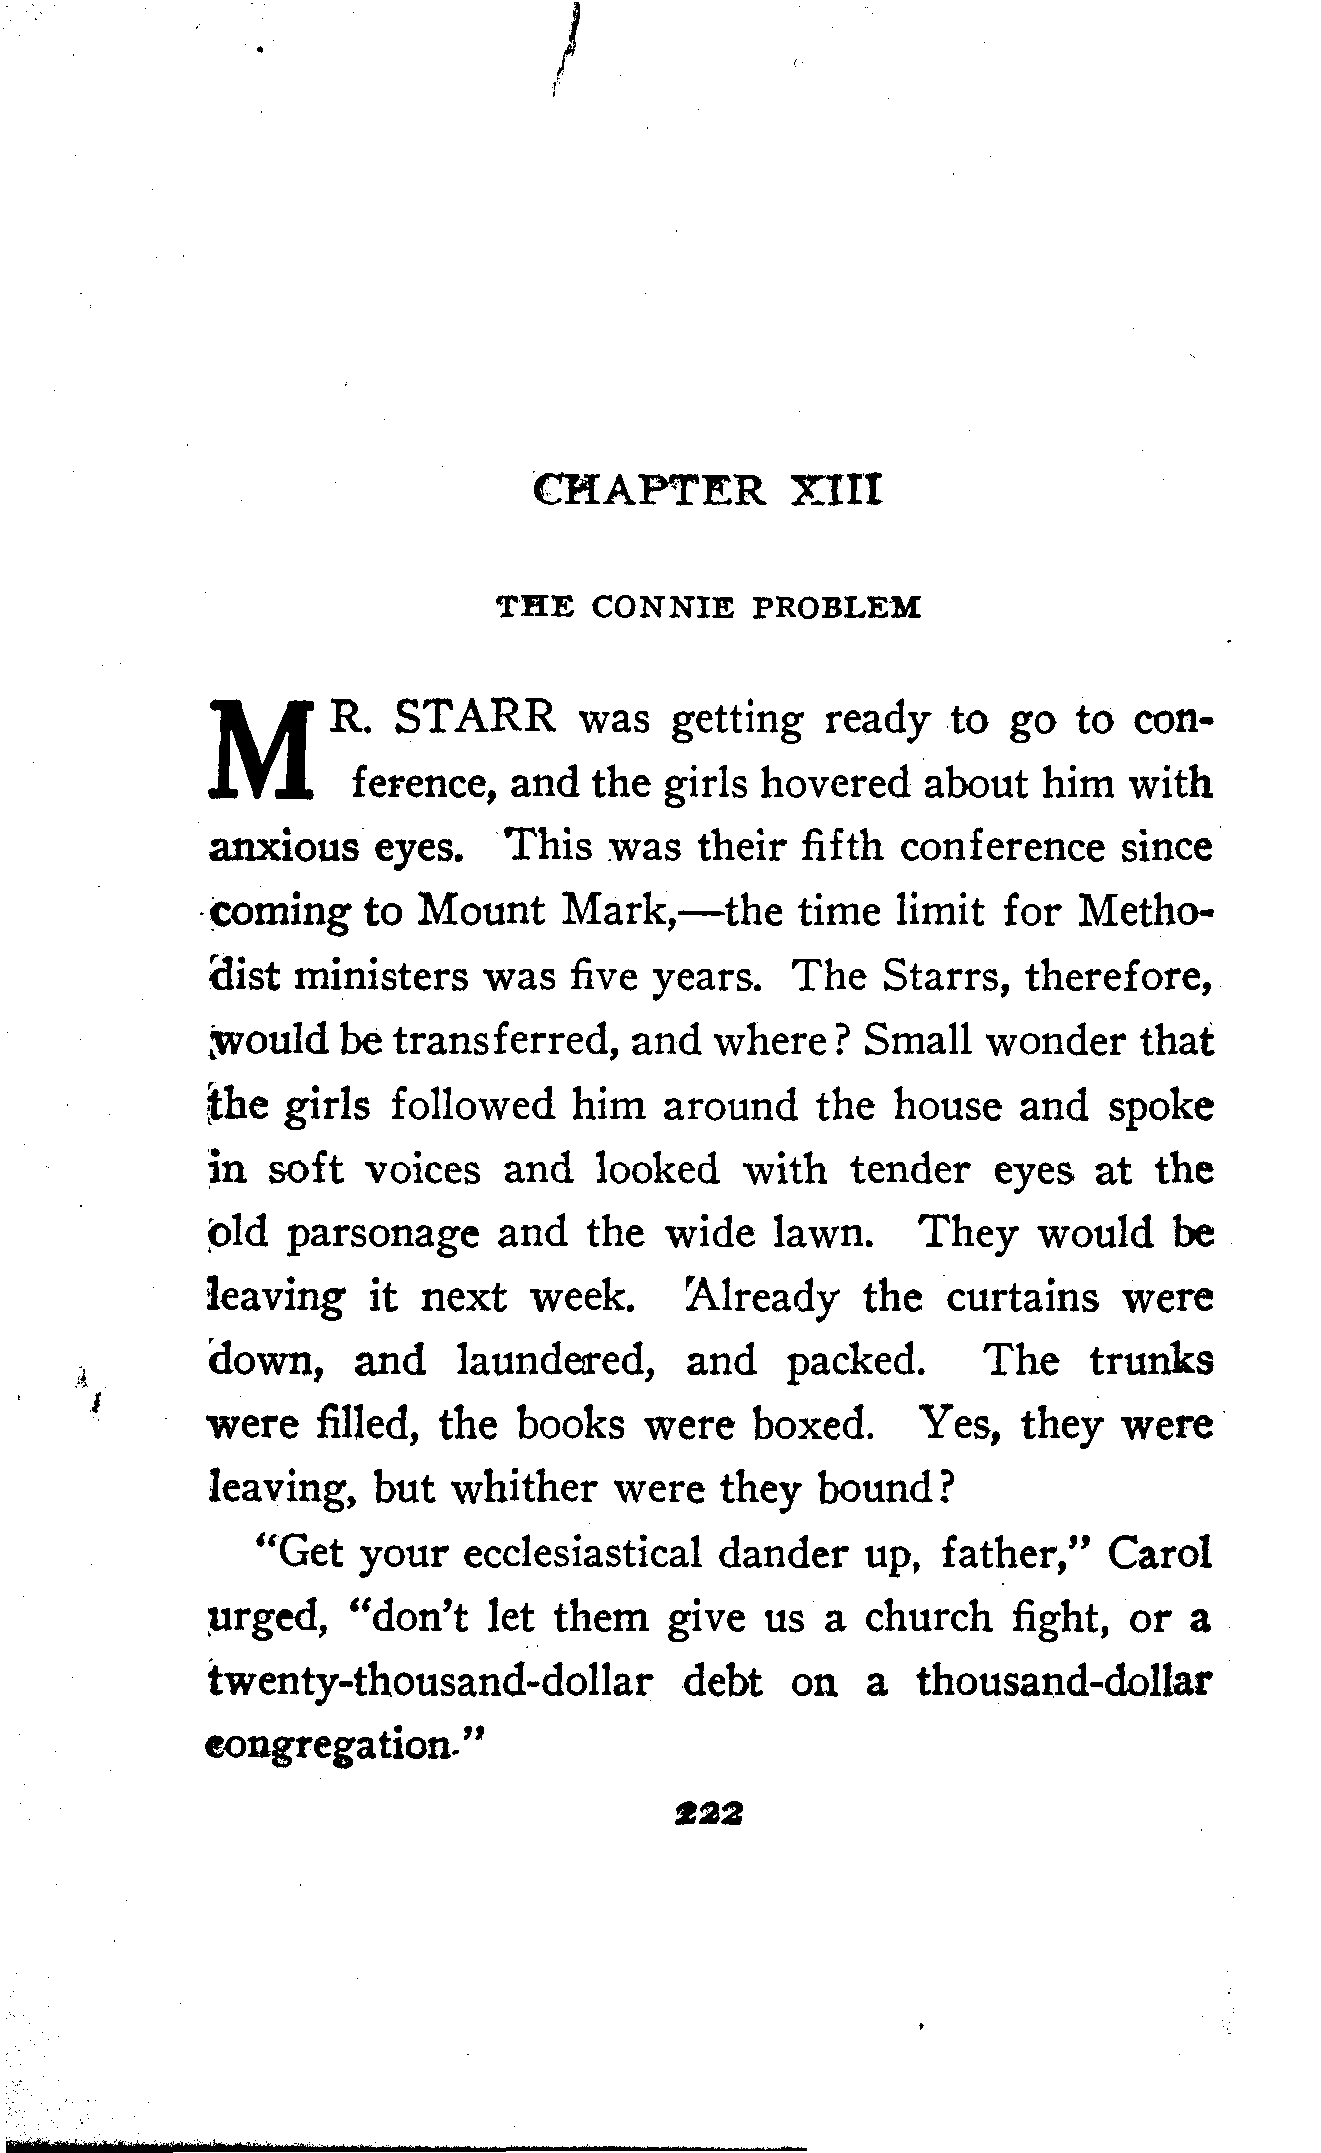 CHAPTER XIII
THE CONNIE PROBLEM
MR. STARR was getting ready to go to con-
ference, and the girls hovered about him with
anxious eyes. This was their fifth conference since
coming to Mount Mark,—the time limit for Metho-
dist ministers was five years. The Starrs, therefore,
would be transferred, and where? Small wonder that
the girls followed him around the house and spoke
in soft voices and looked with tender eyes at the
old parsonage and the wide lawn. They would be
leaving it next week. Already the curtains were
down, and laundered, and packed. The trunks
were filled, the books were boxed. Yes, they were
leaving, but whither were they bound?
"Get your ecclesiastical dander up, father," Carol
urged, "don't let them give us a church fight, or a
twenty-thousand-dollar debt on a thousand-dollar
congregation."
222